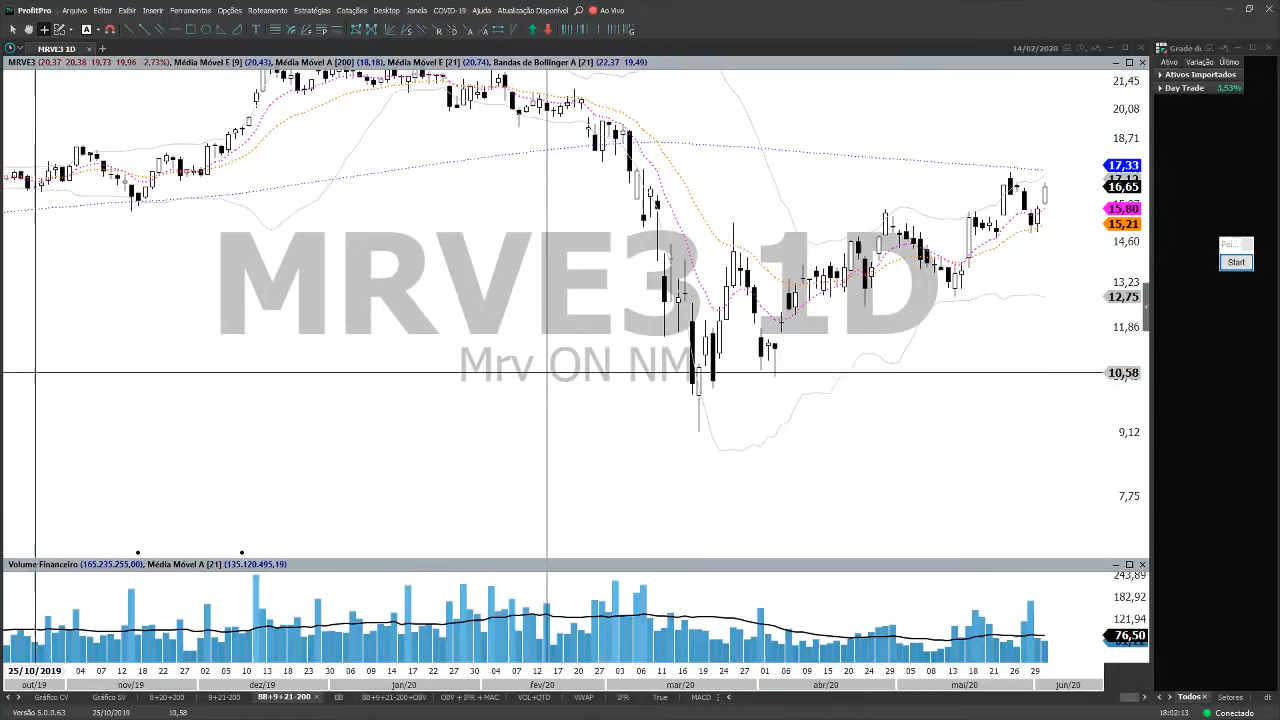 ProfitPro Arquivo Editar Exibir Inserir Ferramentas Opções Roteamento Estratégias Cotações Desktop Janela COVID-19 Ajuda Atualização Disponível Ao Vivo
MRVE3 1D
14/02/2020
Grade de
MRVE3 (20,37 20,38 19,73 19,96 -2,73%), Média Móvel E [9] (20,43), Média Móvel A [200] (18,18), Média Móvel E [21] (20,74), Bandas de Bollinger A [21] (22,37 19,49)
Ativo Variação Último
Ativos Importados
Day Trade 3,53%
21,45
20,08
18,71
17,33
16,65
15,80
15,21
14,60
13,23
12,75
11,86
10,58
9,12
7,75
MRVE3 1D
Mrv ON NM
Poi...
Start
Volume Financeiro (165.235.255,00), Média Móvel A [21] (135.120.495,19)
243,89
182,92
121,94
76,50
25/10/2019 04 07 12 18 22 27 02 05 10 13 18 23 30 06 09 14 17 22 27 30 04 07 12 17 20 27 03 06 11 16 19 24 27 01 06 09 15 20 24 29 05 08 13 18 21 26 29
out/19 nov/19 dez/19 jan/20 fev/20 mar/20 abr/20 mai/20 jun/20
Gráfico CV Gráfico SV 8+20+200 9+21-200 BB+9+21-200 BB BB+9+21-200+OBV OBV + IFR + MAC VOL+QTD VWAP IFR True MACD
Todos Setores dt
Versão 5.0.0.63 25/10/2019 10,58
18:02:13 Conectado